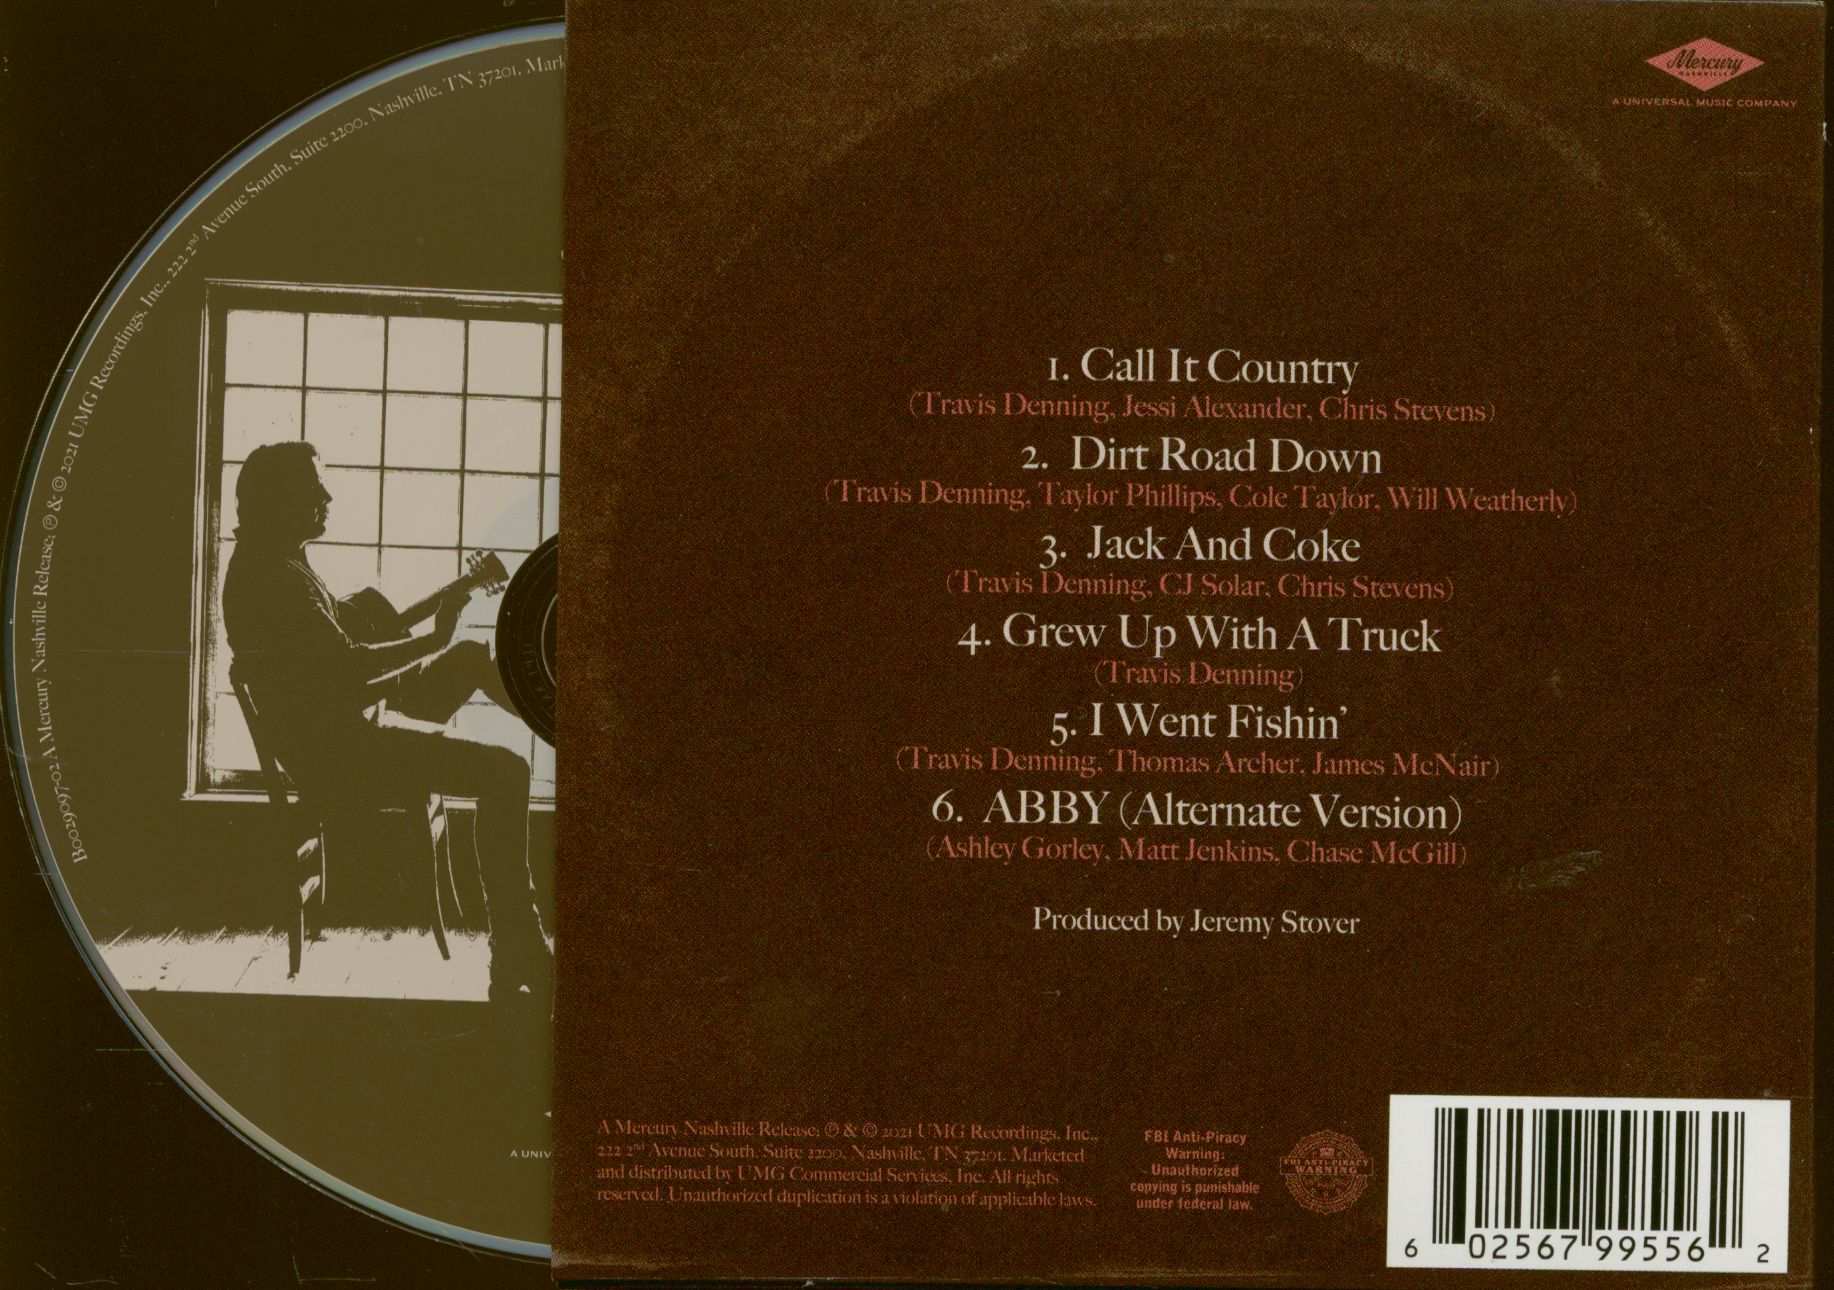 B0029097-02 A Mercury Nashville Release; ℗ & © 2021 UMG Recordings, Inc., 222 2nd Avenue South, Suite 2200, Nashville, TN 37201. Mark
A UNIV
Mercury
NASHVILLE
A UNIVERSAL MUSIC COMPANY
1. Call It Country
(Travis Denning, Jessi Alexander, Chris Stevens)
2. Dirt Road Down
(Travis Denning, Taylor Phillips, Cole Taylor, Will Weatherly)
3. Jack And Coke
(Travis Denning, CJ Solar, Chris Stevens)
4. Grew Up With A Truck
(Travis Denning)
5. I Went Fishin’
(Travis Denning, Thomas Archer, James McNair)
6. ABBY (Alternate Version)
(Ashley Gorley, Matt Jenkins, Chase McGill)
Produced by Jeremy Stover
A Mercury Nashville Release; ℗ & © 2021 UMG Recordings, Inc.,
222 2nd Avenue South, Suite 2200, Nashville, TN 37201. Marketed
and distributed by UMG Commercial Services, Inc. All rights
reserved. Unauthorized duplication is a violation of applicable laws.
FBI Anti-Piracy
Warning:
Unauthorized
copying is punishable
under federal law.
FBI ANTI-PIRACY
WARNING
6 02567 99556 2